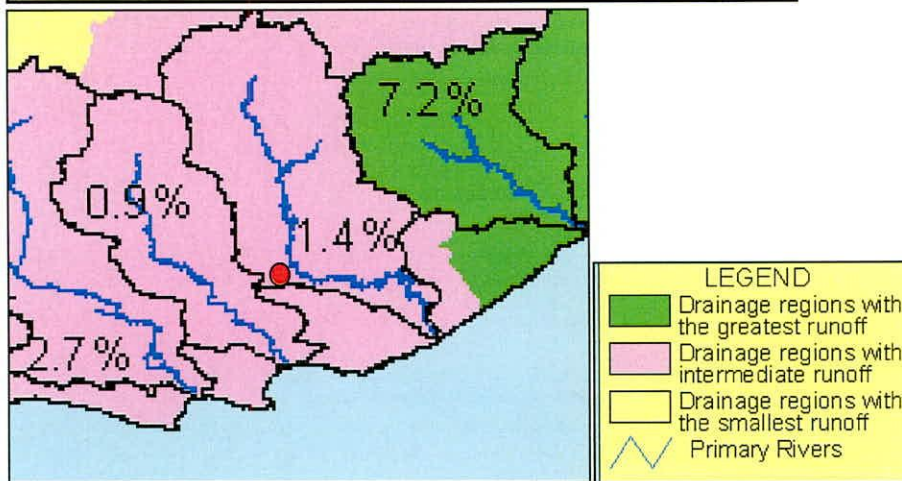 7.2%
0.9%
1.4%
2.7%
LEGEND
Drainage regions with
the greatest runoff
Drainage regions with
intermediate runoff
Drainage regions with
the smallest runoff
Primary Rivers